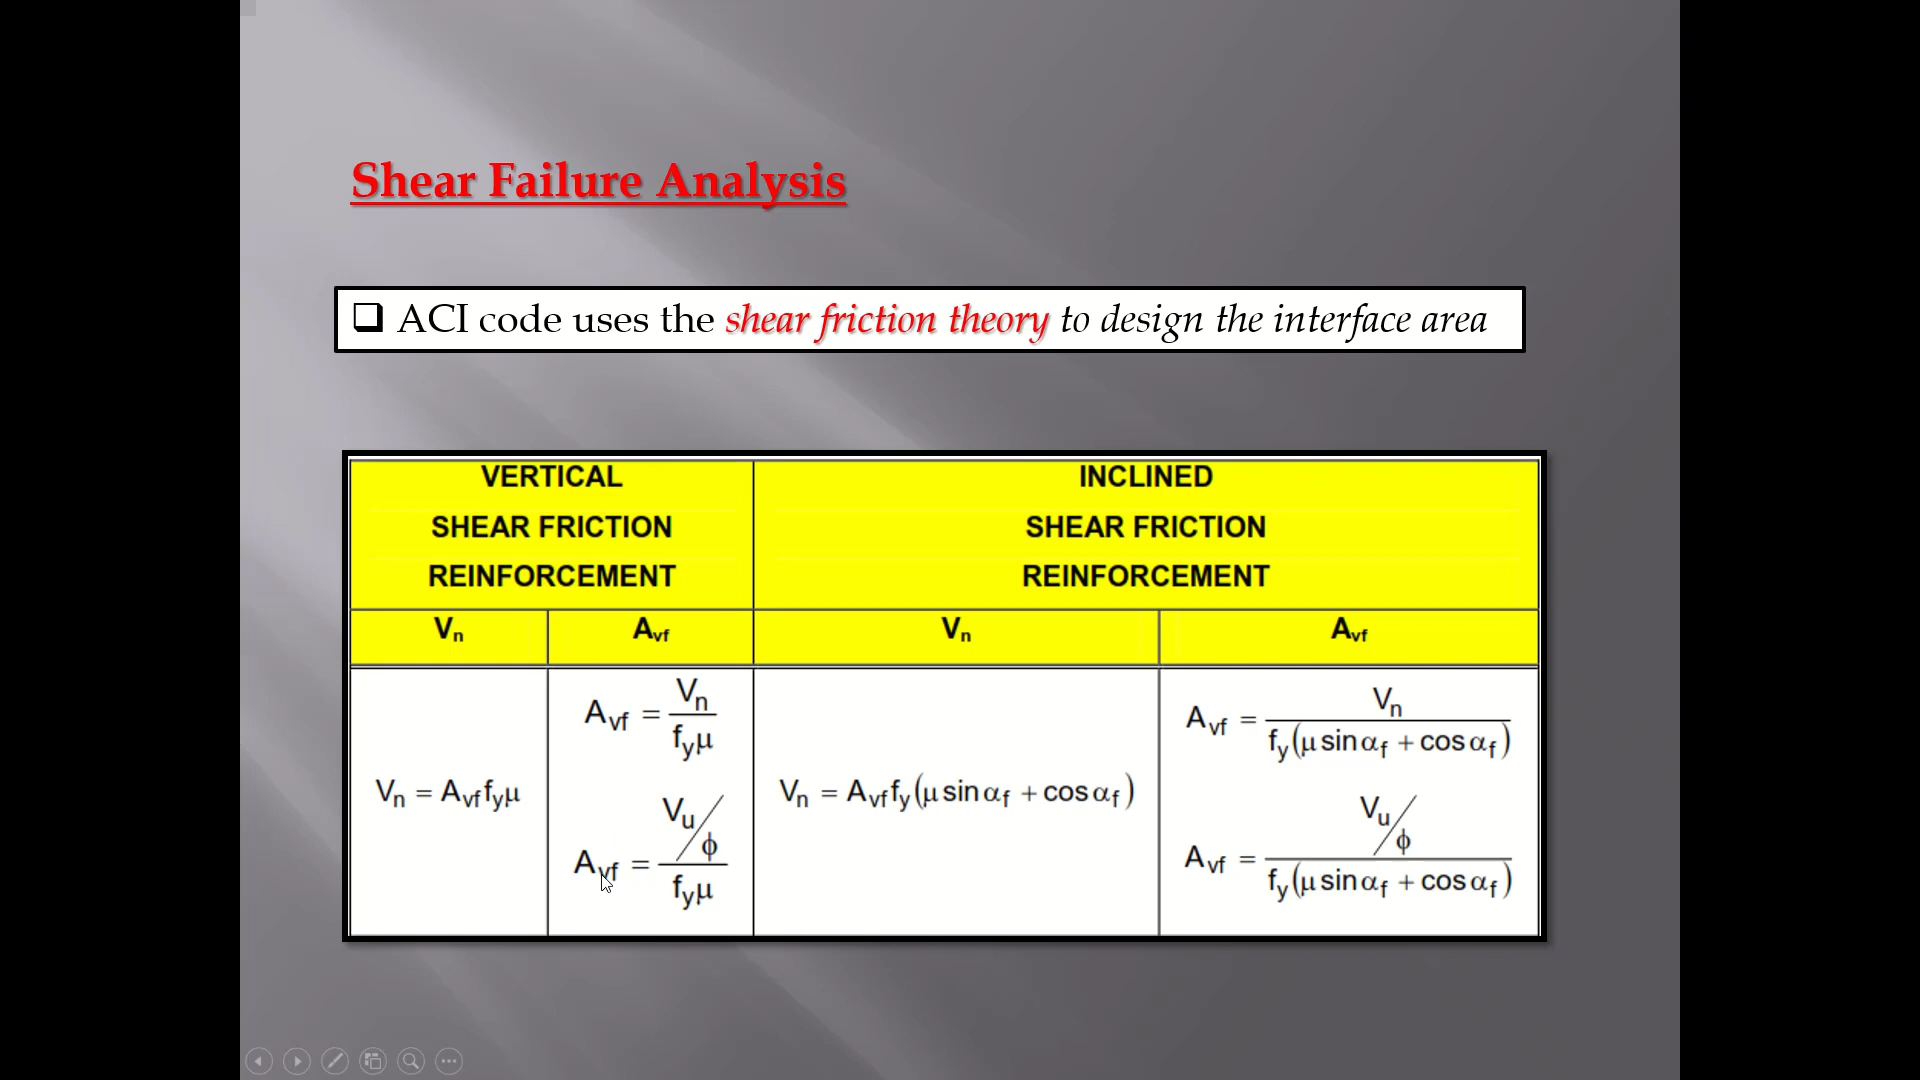 Shear Failure Analysis
❑ ACI code uses the shear friction theory to design the interface area
VERTICAL
SHEAR FRICTION
REINFORCEMENT
INCLINED
SHEAR FRICTION
REINFORCEMENT
Vn
Avf
Vn
Avf
Vn = Avf fy μ
Avf = Vn / fy μ
Avf = Vu/ϕ / fy μ
Vn = Avf fy (μ sin αf + cos αf)
Avf = Vn / fy (μ sin αf + cos αf)
Avf = Vu/ϕ / fy (μ sin αf + cos αf)